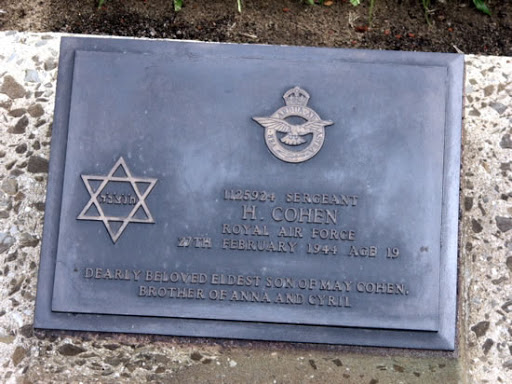 1125924 SERGEANT
H. COHEN
ROYAL AIR FORCE
27TH FEBRUARY 1944 AGE 19
DEARLY BELOVED ELDEST SON OF MAY COHEN.
BROTHER OF ANNA AND CYRIL